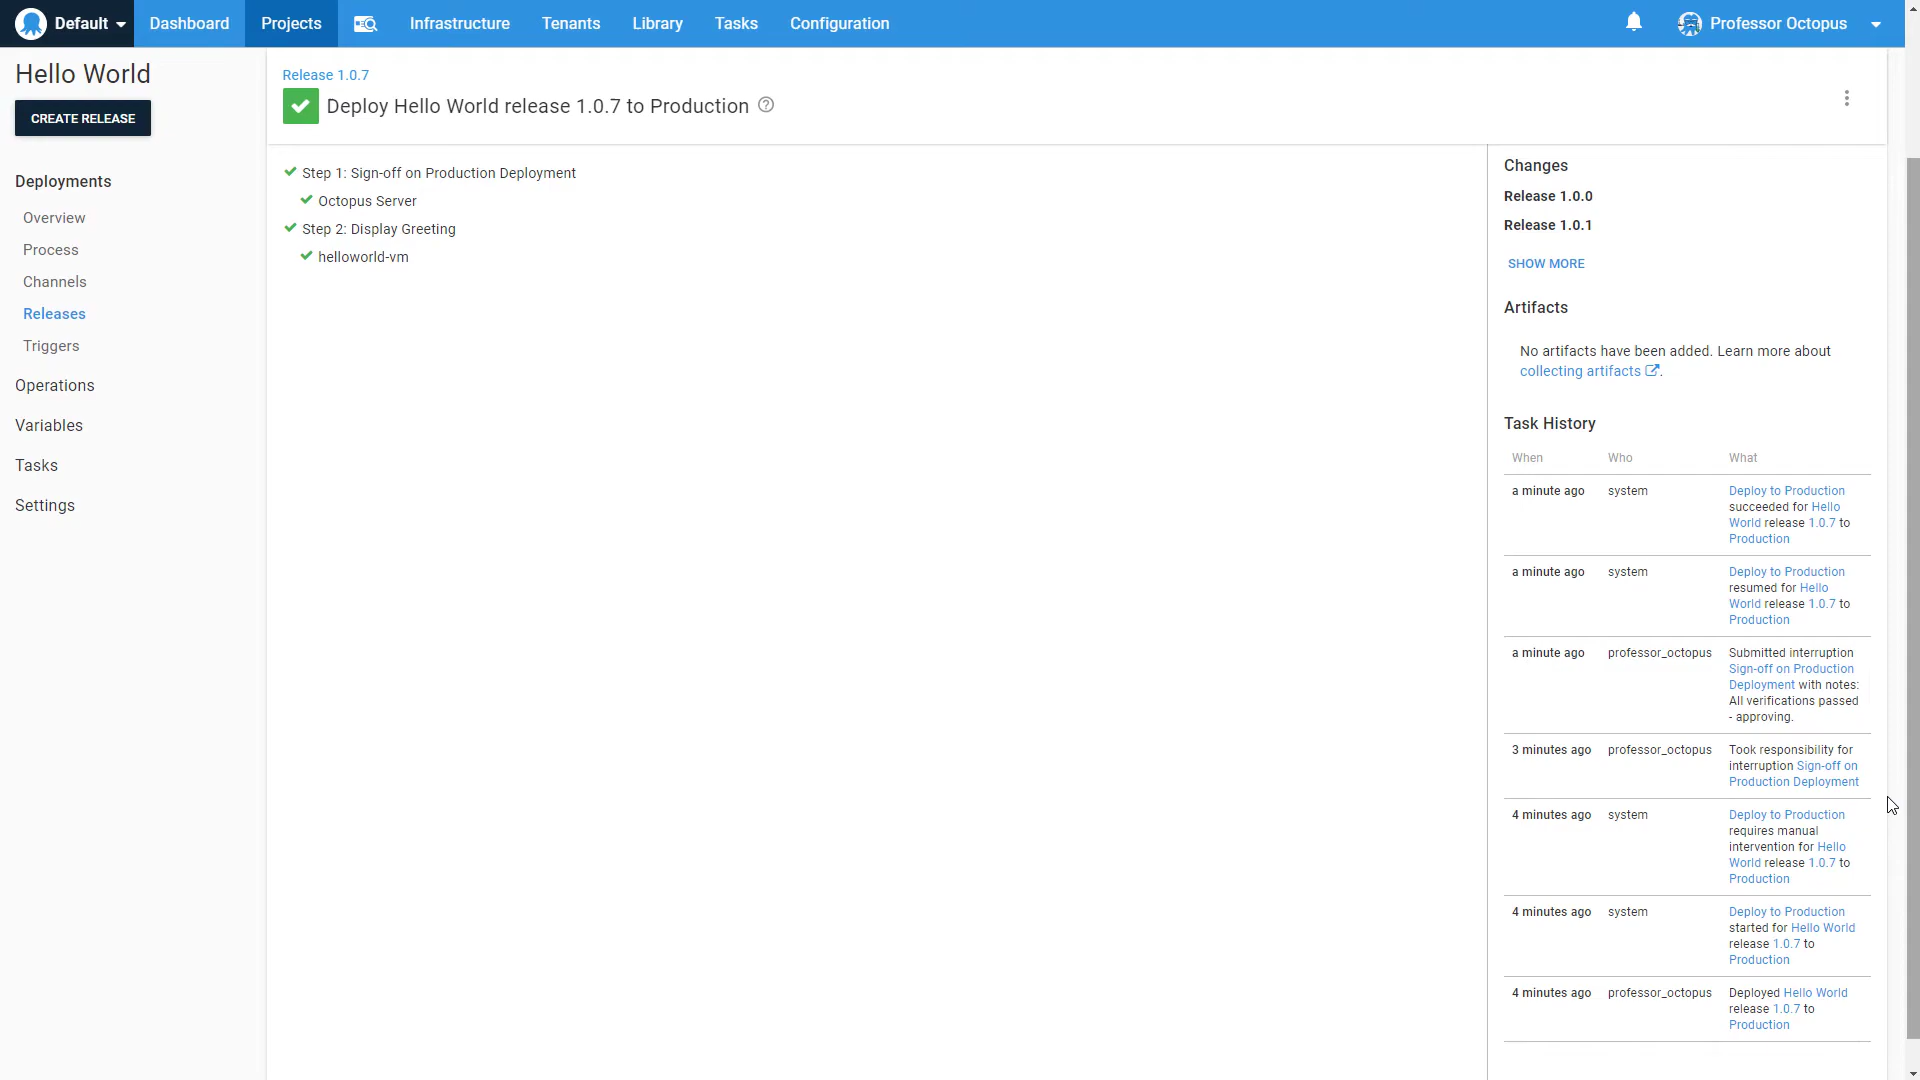 Default
Dashboard
Projects
Infrastructure
Tenants
Library
Tasks
Configuration
Professor Octopus
Hello World
CREATE RELEASE
Deployments
Overview
Process
Channels
Releases
Triggers
Operations
Variables
Tasks
Settings
Release 1.0.7
Deploy Hello World release 1.0.7 to Production
Step 1: Sign-off on Production Deployment
Octopus Server
Step 2: Display Greeting
helloworld-vm
Changes
Release 1.0.0
Release 1.0.1
SHOW MORE
Artifacts
No artifacts have been added. Learn more about
collecting artifacts.
Task History
When Who What
a minute ago system Deploy to Production
succeeded for Hello
World release 1.0.7 to
Production
a minute ago system Deploy to Production
resumed for Hello
World release 1.0.7 to
Production
a minute ago professor_octopus Submitted interruption
Sign-off on Production
Deployment with notes:
All verifications passed
- approving.
3 minutes ago professor_octopus Took responsibility for
interruption Sign-off on
Production Deployment
4 minutes ago system Deploy to Production
requires manual
intervention for Hello
World release 1.0.7 to
Production
4 minutes ago system Deploy to Production
started for Hello World
release 1.0.7 to
Production
4 minutes ago professor_octopus Deployed Hello World
release 1.0.7 to
Production